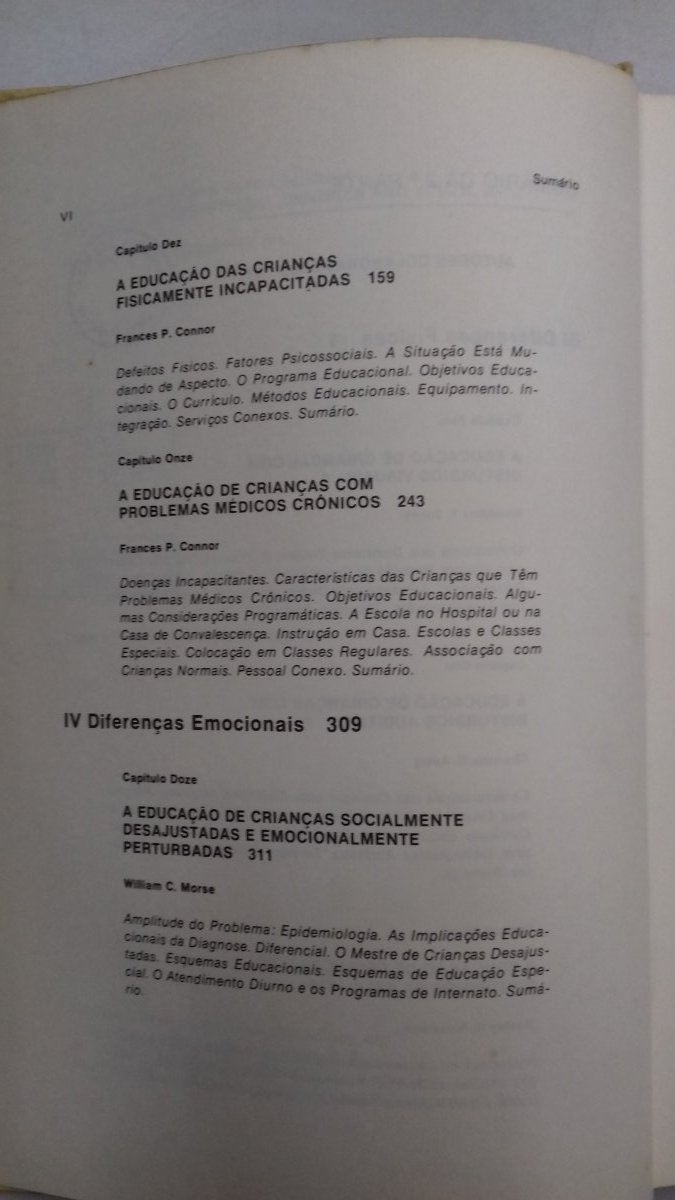 Sumário
VI
Capítulo Dez
A EDUCAÇÃO DAS CRIANÇAS
FISICAMENTE INCAPACITADAS 159
Frances P. Connor
Defeitos Físicos. Fatores Psicossociais. A Situação Está Mu-
dando de Aspecto. O Programa Educacional. Objetivos Educa-
cionais. O Currículo. Métodos Educacionais. Equipamento. In-
tegração. Serviços Conexos. Sumário.
Capítulo Onze
A EDUCAÇÃO DE CRIANÇAS COM
PROBLEMAS MÉDICOS CRÔNICOS 243
Frances P. Connor
Doenças Incapacitantes. Características das Crianças que Têm
Problemas Médicos Crônicos. Objetivos Educacionais. Algu-
mas Considerações Programáticas. A Escola no Hospital ou na
Casa de Convalescença. Instrução em Casa. Escolas e Classes
Especiais. Colocação em Classes Regulares. Associação com
Crianças Normais. Pessoal Conexo. Sumário.
IV Diferenças Emocionais 309
Capítulo Doze
A EDUCAÇÃO DE CRIANÇAS SOCIALMENTE
DESAJUSTADAS E EMOCIONALMENTE
PERTURBADAS 311
William C. Morse
Amplitude do Problema: Epidemiologia. As Implicações Educa-
cionais da Diagnose. Diferencial. O Mestre de Crianças Desajus-
tadas. Esquemas Educacionais. Esquemas de Educação Espe-
cial. O Atendimento Diurno e os Programas de Internato. Sumá-
rio.